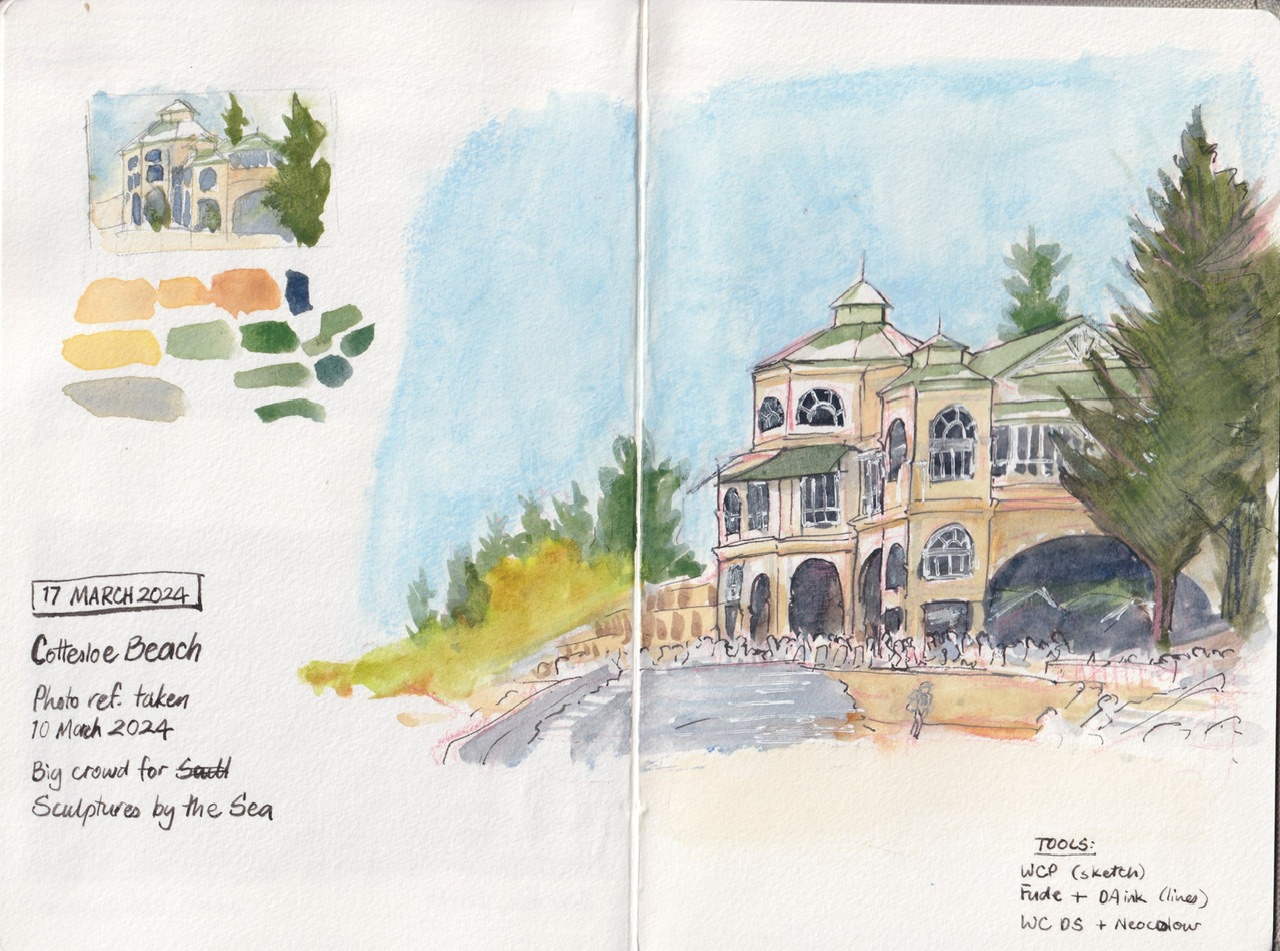 17 MARCH 2024
Cottesloe Beach
Photo ref. taken
10 March 2024
Big crowd for
Sculptures by the Sea
TOOLS:
WCP (sketch)
Fude + DA ink (lines)
WC DS + Neocolour